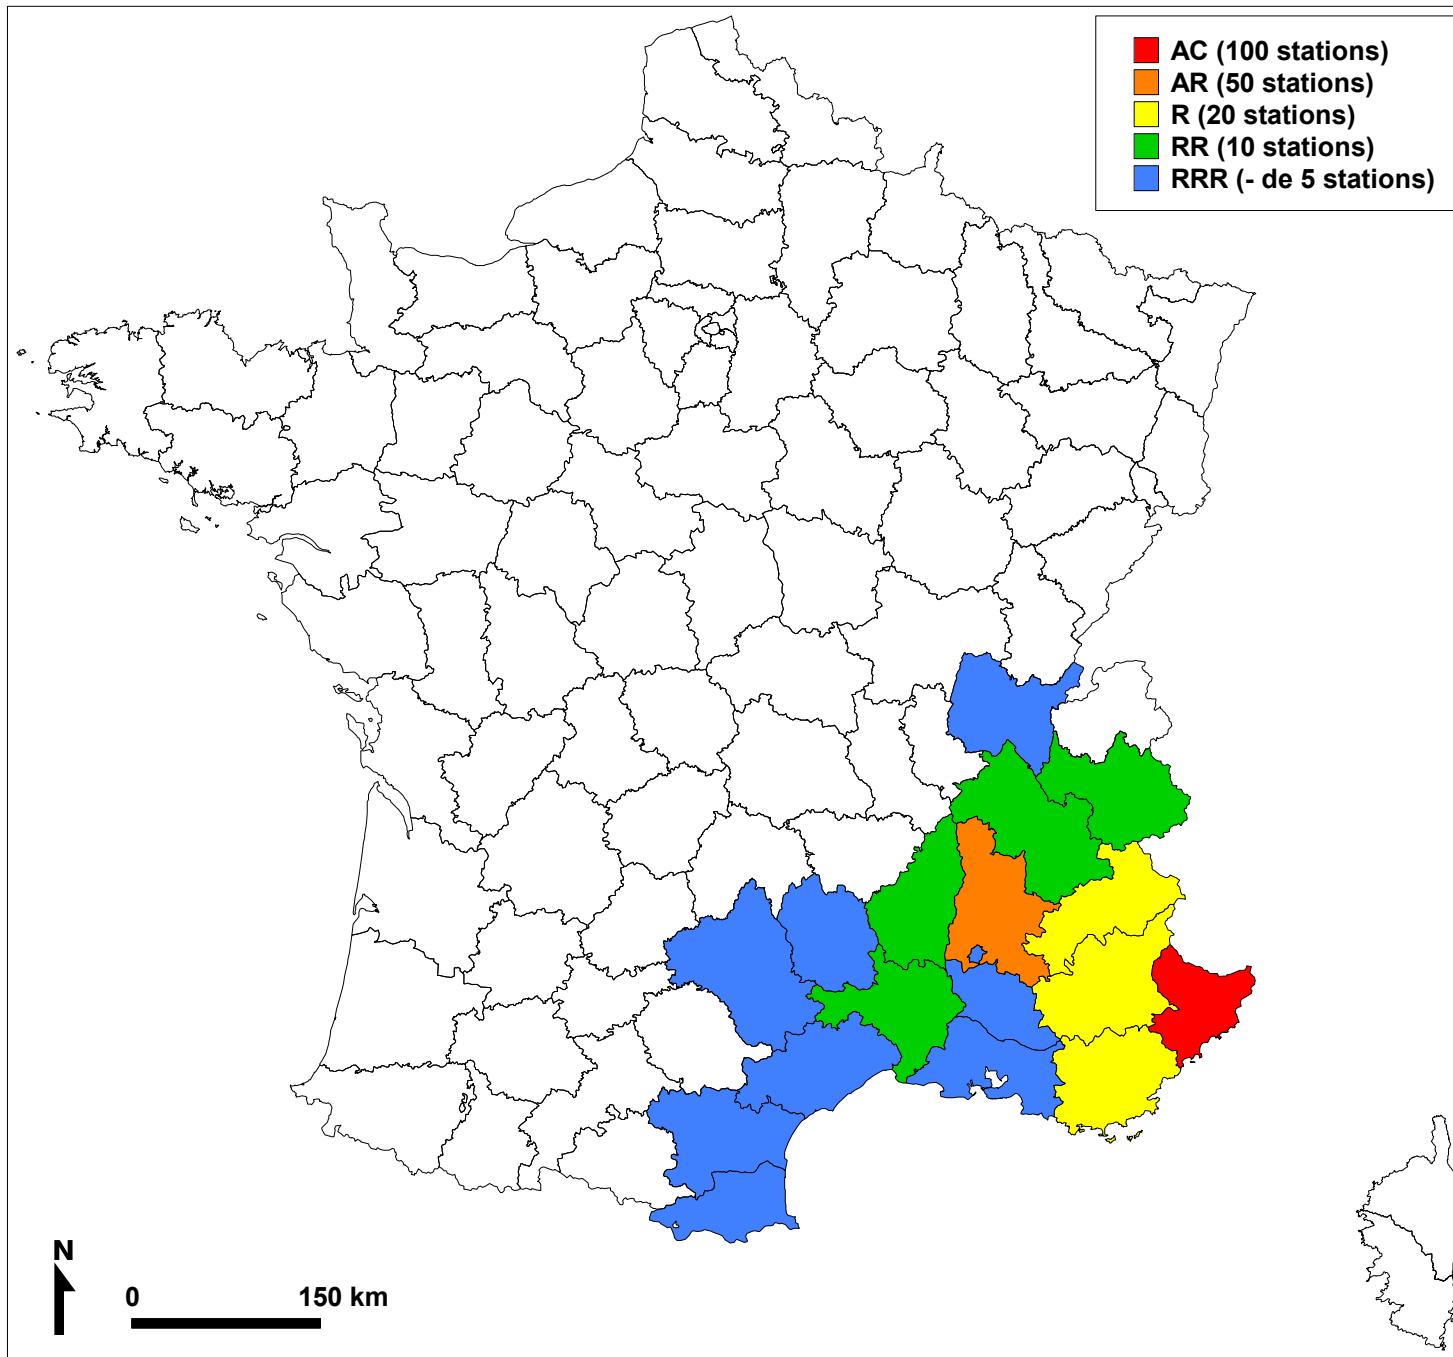 AC (100 stations)
AR (50 stations)
R (20 stations)
RR (10 stations)
RRR (- de 5 stations)
N
0 150 km